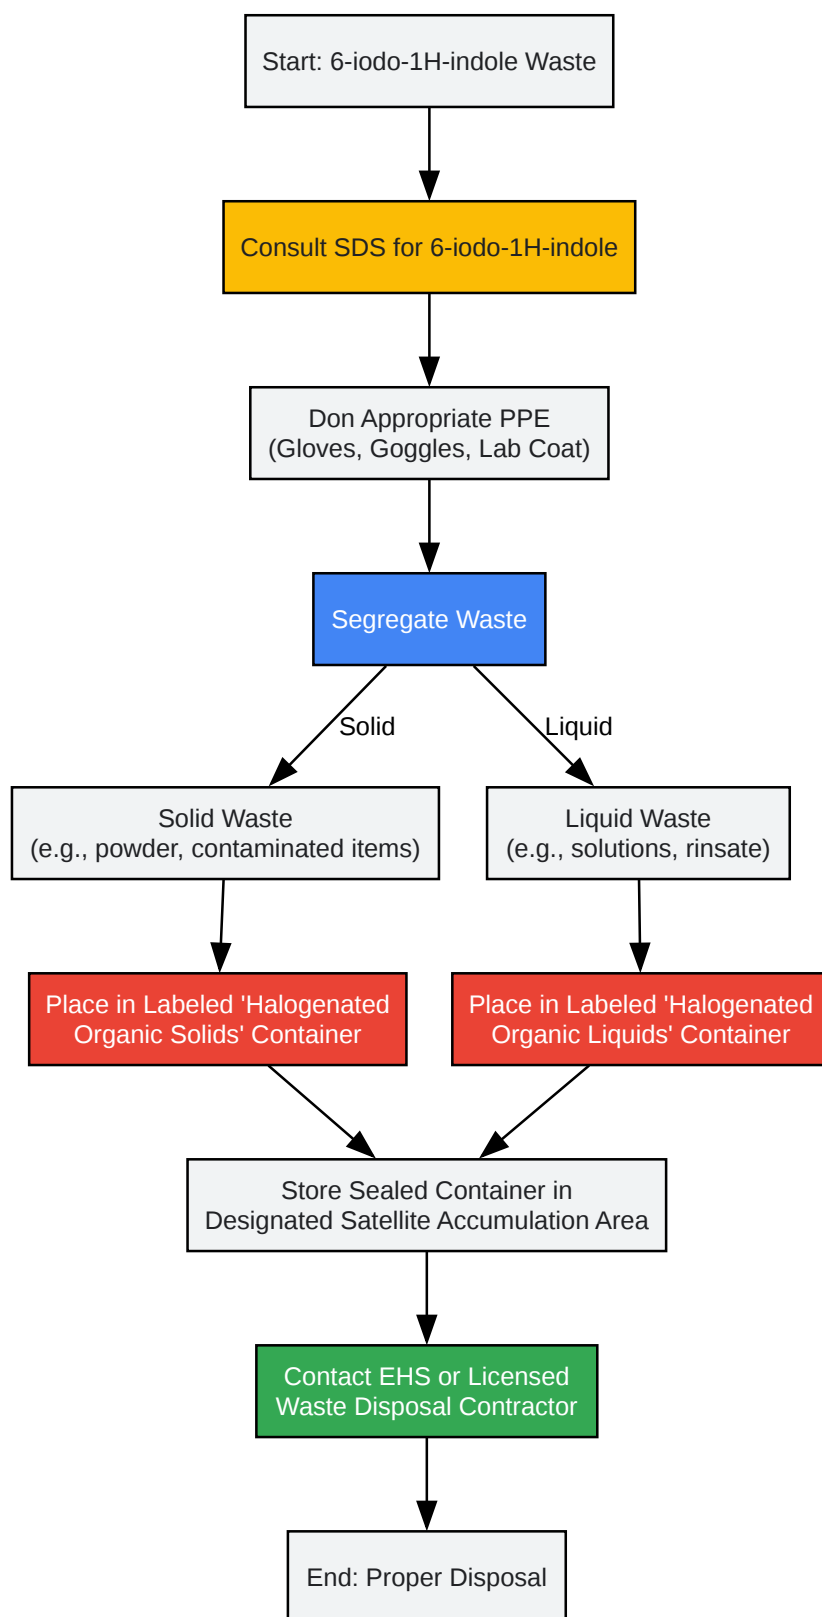 Start: 6-iodo-1H-indole Waste
Consult SDS for 6-iodo-1H-indole
Don Appropriate PPE
(Gloves, Goggles, Lab Coat)
Segregate Waste
Solid
Liquid
Solid Waste
(e.g., powder, contaminated items)
Liquid Waste
(e.g., solutions, rinsate)
Place in Labeled 'Halogenated
Organic Solids' Container
Place in Labeled 'Halogenated
Organic Liquids' Container
Store Sealed Container in
Designated Satellite Accumulation Area
Contact EHS or Licensed
Waste Disposal Contractor
End: Proper Disposal